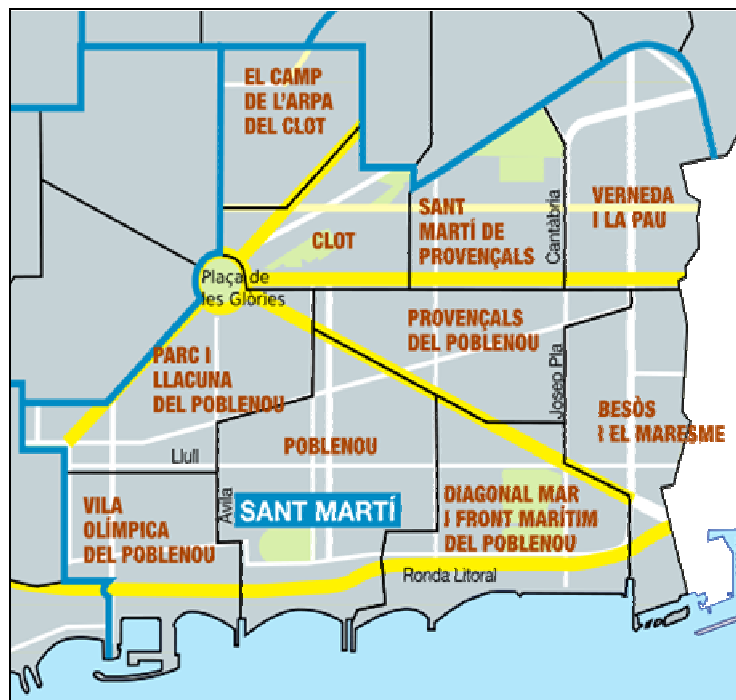 EL CAMP
DE L'ARPA
DEL CLOT
VERNEDA
I LA PAU
SANT
MARTÍ DE
PROVENÇALS
Cantàbria
CLOT
Plaça de
les Glòries
PROVENÇALS
DEL POBLENOU
PARC I
LLACUNA
DEL POBLENOU
Josep Pla
BESÒS
I EL MARESME
POBLENOU
Llull
Àvila
VILA
OLÍMPICA
DEL POBLENOU
SANT MARTÍ
DIAGONAL MAR
I FRONT MARÍTIM
DEL POBLENOU
Ronda Litoral